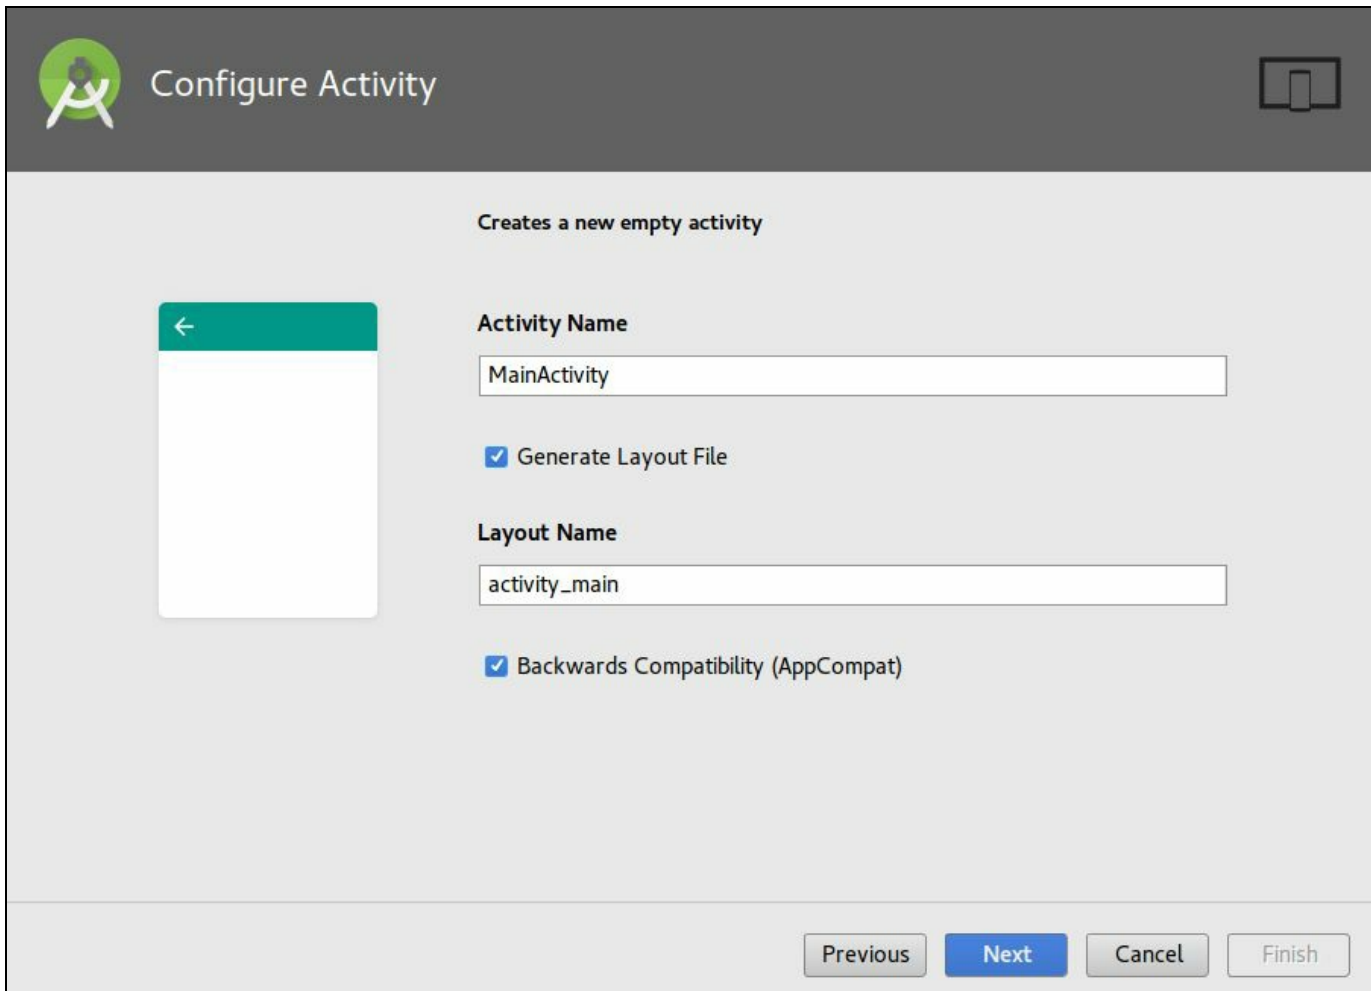 Configure Activity
Creates a new empty activity
Activity Name
MainActivity
Generate Layout File
Layout Name
activity_main
Backwards Compatibility (AppCompat)
Previous Next Cancel Finish